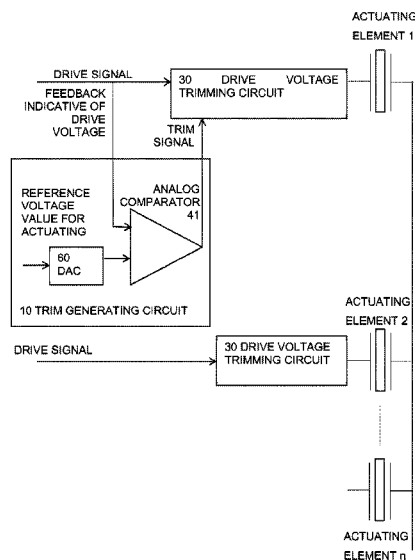 ACTUATING
ELEMENT 1
DRIVE SIGNAL
30 DRIVE VOLTAGE
TRIMMING CIRCUIT
FEEDBACK
INDICATIVE OF
DRIVE
VOLTAGE
TRIM
SIGNAL
REFERENCE
VOLTAGE
VALUE FOR
ACTUATING
ANALOG
COMPARATOR
41
60
DAC
10 TRIM GENERATING CIRCUIT
ACTUATING
ELEMENT 2
DRIVE SIGNAL
30 DRIVE VOLTAGE
TRIMMING CIRCUIT
ACTUATING
ELEMENT n